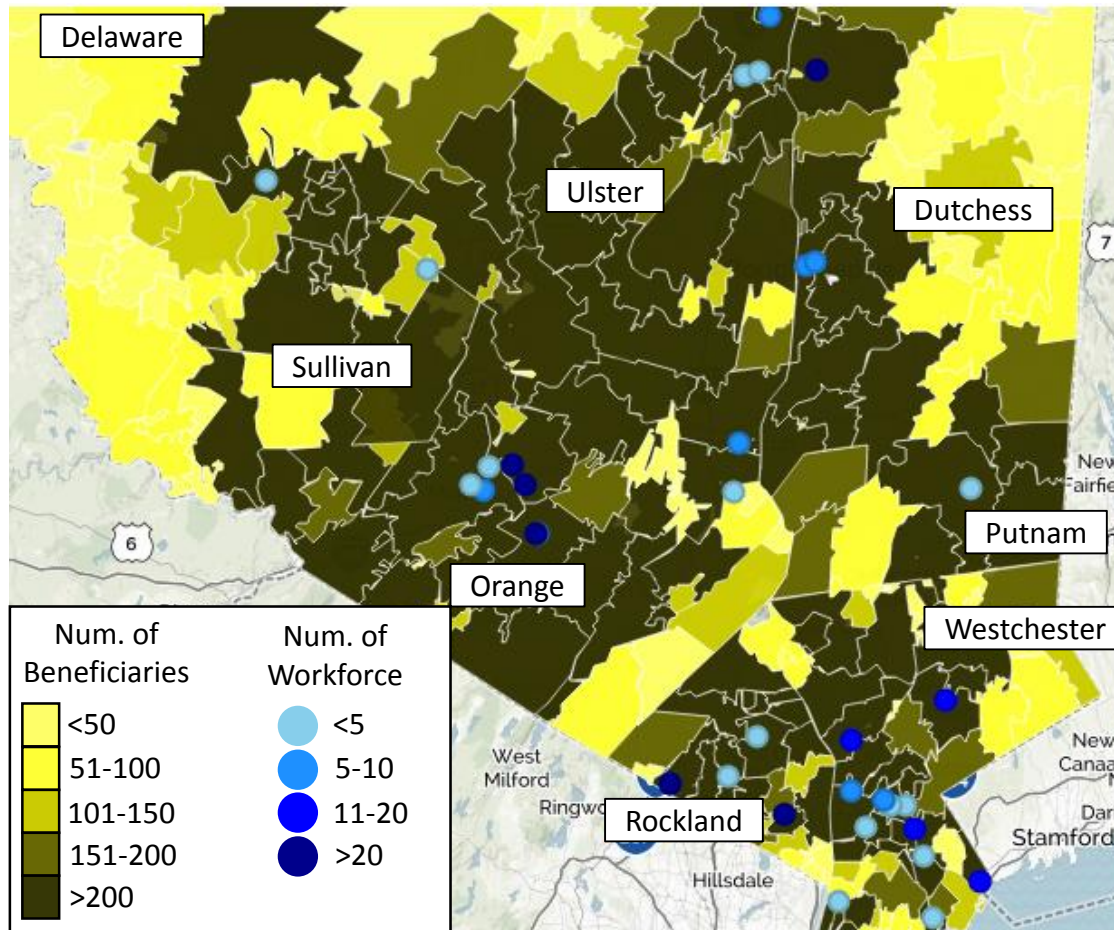 Delaware
Ulster
Dutchess
7
Sullivan
New
Fairfie
6
Putnam
Orange
Westchester
Num. of
Beneficiaries
<50
51-100
101-150
151-200
>200
Num. of
Workforce
<5
5-10
11-20
>20
West
Milford
Ringwo
Rockland
Hillsdale
New
Canaa
Dar
Stamford